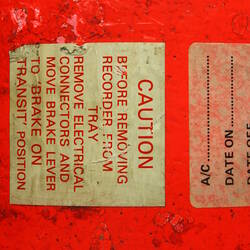 CAUTION
BEFORE REMOVING
RECORDER FROM
TRAY
REMOVE ELECTRICAL
CONNECTORS AND
MOVE BRAKE LEVER
TO BRAKE ON
TRANSIT POSITION
A/C
DATE ON